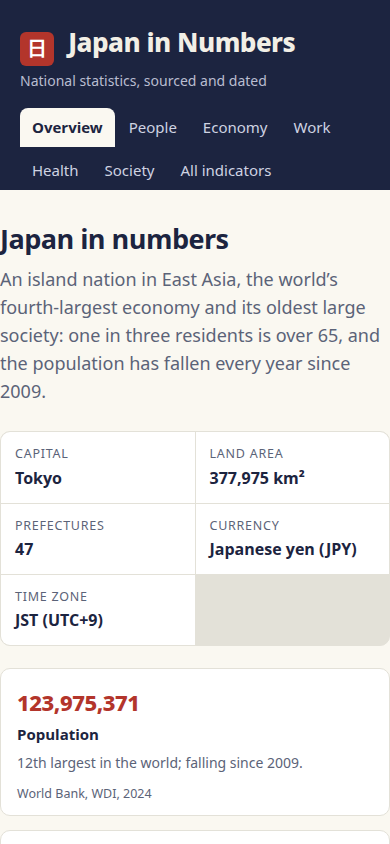 日 Japan in Numbers
National statistics, sourced and dated
Overview People Economy Work
Health Society All indicators
Japan in numbers
An island nation in East Asia, the world’s
fourth-largest economy and its oldest large
society: one in three residents is over 65, and
the population has fallen every year since
2009.
CAPITAL
Tokyo
LAND AREA
377,975 km²
PREFECTURES
47
CURRENCY
Japanese yen (JPY)
TIME ZONE
JST (UTC+9)
123,975,371
Population
12th largest in the world; falling since 2009.
World Bank, WDI, 2024